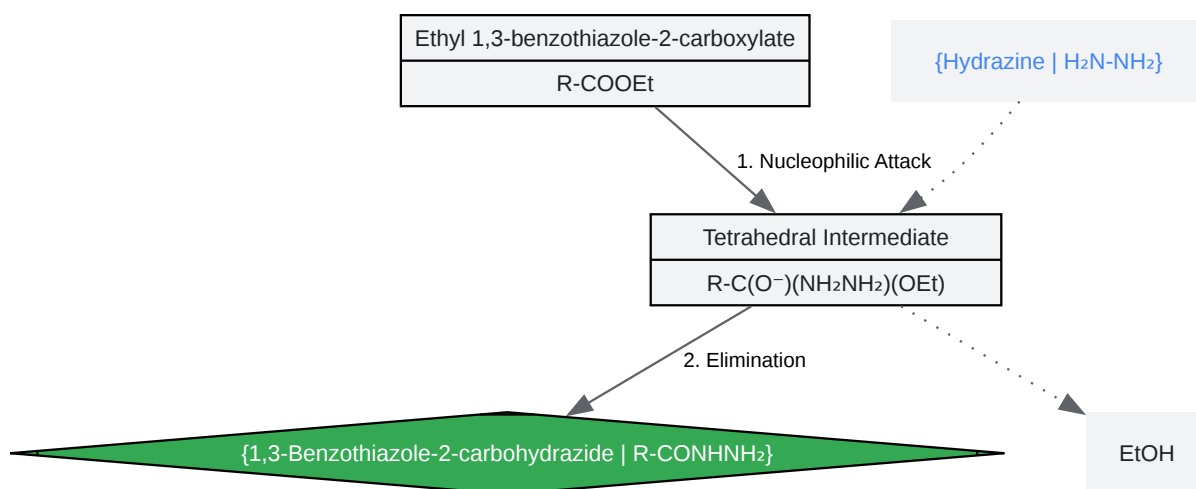 Ethyl 1,3-benzothiazole-2-carboxylate
R-COOEt
{Hydrazine | H₂N-NH₂}
1. Nucleophilic Attack
Tetrahedral Intermediate
R-C(O⁻)(NH₂NH₂)(OEt)
2. Elimination
{1,3-Benzothiazole-2-carbohydrazide | R-CONHNH₂}
EtOH